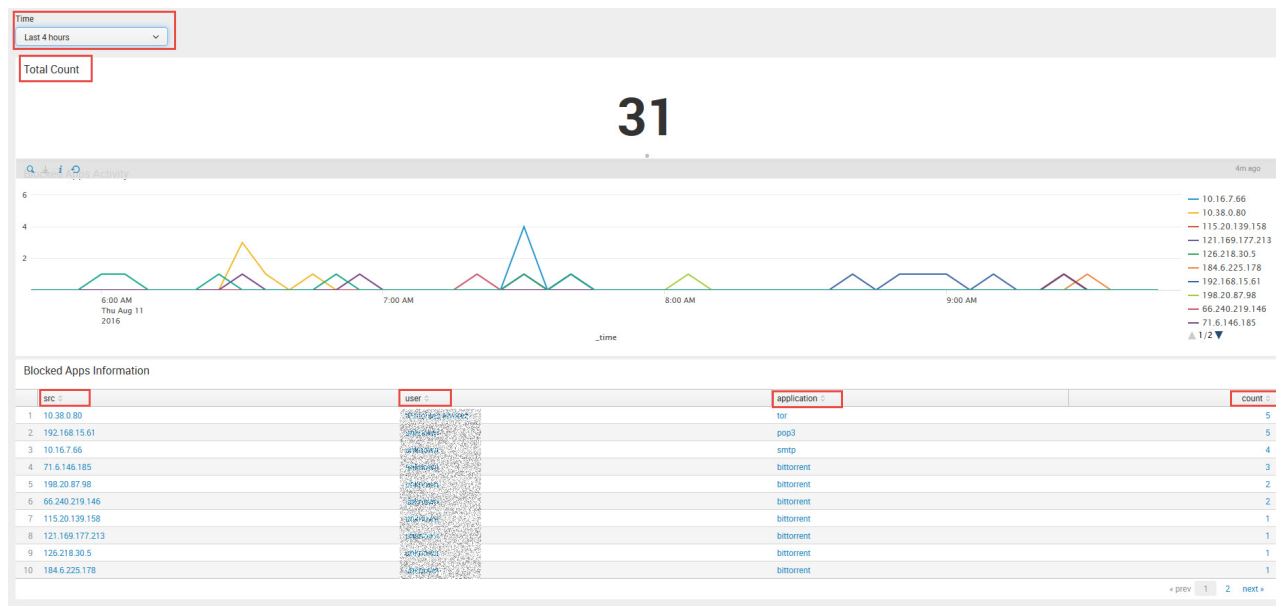 Time
Last 4 hours
Total Count
31
Blocked Apps Activity
4m ago
6
4
2
6:00 AM
Thu Aug 11
2016
7:00 AM
8:00 AM
9:00 AM
_time
10.16.7.66
10.38.0.80
115.20.139.158
121.169.177.213
126.218.30.5
184.6.225.178
192.168.15.61
198.20.87.98
66.240.219.146
71.6.146.185
1/2
Blocked Apps Information
src user application count
1 10.38.0.80 tor 5
2 192.168.15.61 pop3 5
3 10.16.7.66 smtp 4
4 71.6.146.185 bittorrent 3
5 198.20.87.98 bittorrent 2
6 66.240.219.146 bittorrent 2
7 115.20.139.158 bittorrent 1
8 121.169.177.213 bittorrent 1
9 126.218.30.5 bittorrent 1
10 184.6.225.178 bittorrent 1
« prev 1 2 next »